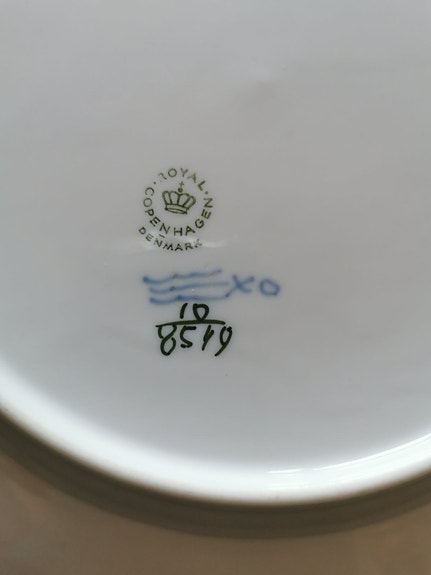 ROYAL
COPENHAGEN
DENMARK
XO
10
8519